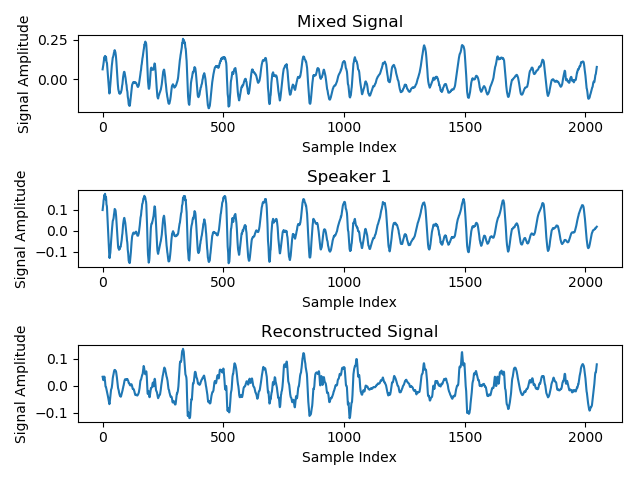 Mixed Signal
Signal Amplitude
0.25
0.00
0 500 1000 1500 2000
Sample Index
Speaker 1
Signal Amplitude
0.1
0.0
−0.1
0 500 1000 1500 2000
Sample Index
Reconstructed Signal
Signal Amplitude
0.1
0.0
−0.1
0 500 1000 1500 2000
Sample Index